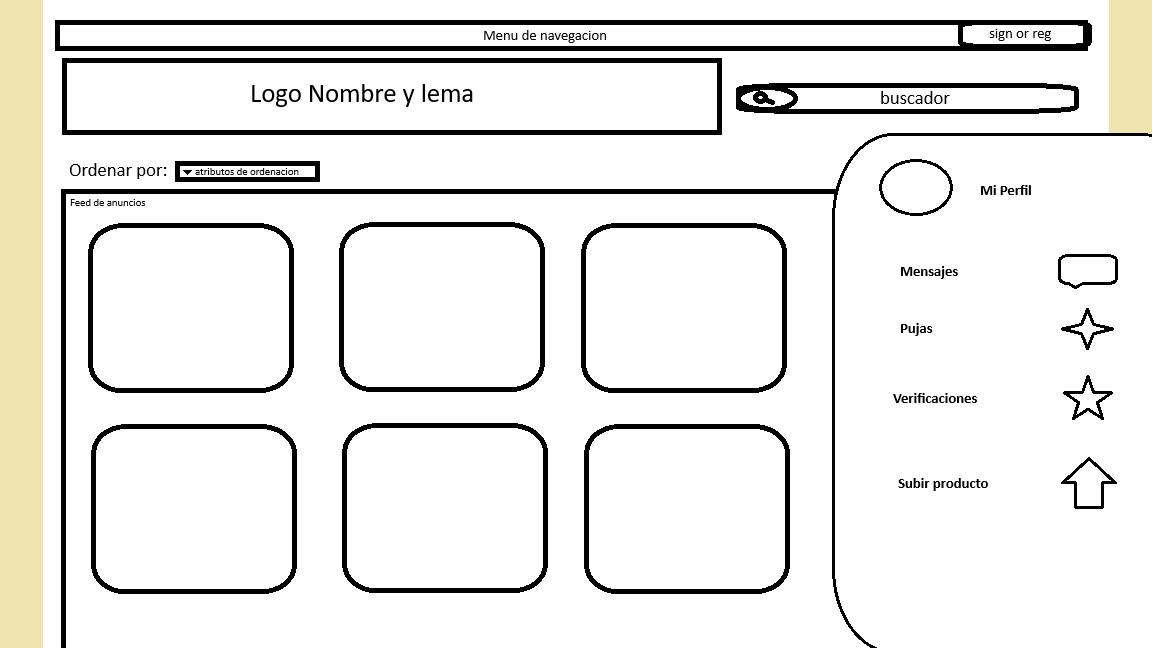 Menu de navegacion
sign or reg
Logo Nombre y lema
buscador
Ordenar por:
atributos de ordenacion
Feed de anuncios
Mi Perfil
Mensajes
Pujas
Verificaciones
Subir producto